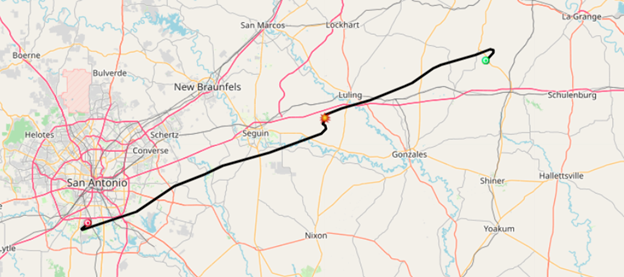 San Marcos
Lockhart
La Grange
Boerne
Bulverde
New Braunfels
Luling
Schulenburg
Helotes
Schertz
Seguin
Converse
Gonzales
San Antonio
Hallettsville
Shiner
Yoakum
Nixon
Lytle